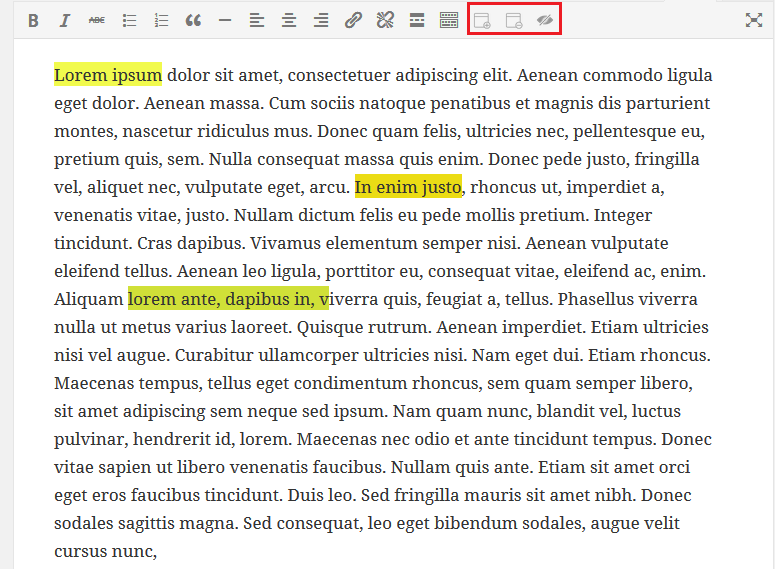 B I ABC
Lorem ipsum dolor sit amet, consectetuer adipiscing elit. Aenean commodo ligula
eget dolor. Aenean massa. Cum sociis natoque penatibus et magnis dis parturient
montes, nascetur ridiculus mus. Donec quam felis, ultricies nec, pellentesque eu,
pretium quis, sem. Nulla consequat massa quis enim. Donec pede justo, fringilla
vel, aliquet nec, vulputate eget, arcu. In enim justo, rhoncus ut, imperdiet a,
venenatis vitae, justo. Nullam dictum felis eu pede mollis pretium. Integer
tincidunt. Cras dapibus. Vivamus elementum semper nisi. Aenean vulputate
eleifend tellus. Aenean leo ligula, porttitor eu, consequat vitae, eleifend ac, enim.
Aliquam lorem ante, dapibus in, viverra quis, feugiat a, tellus. Phasellus viverra
nulla ut metus varius laoreet. Quisque rutrum. Aenean imperdiet. Etiam ultricies
nisi vel augue. Curabitur ullamcorper ultricies nisi. Nam eget dui. Etiam rhoncus.
Maecenas tempus, tellus eget condimentum rhoncus, sem quam semper libero,
sit amet adipiscing sem neque sed ipsum. Nam quam nunc, blandit vel, luctus
pulvinar, hendrerit id, lorem. Maecenas nec odio et ante tincidunt tempus. Donec
vitae sapien ut libero venenatis faucibus. Nullam quis ante. Etiam sit amet orci
eget eros faucibus tincidunt. Duis leo. Sed fringilla mauris sit amet nibh. Donec
sodales sagittis magna. Sed consequat, leo eget bibendum sodales, augue velit
cursus nunc,